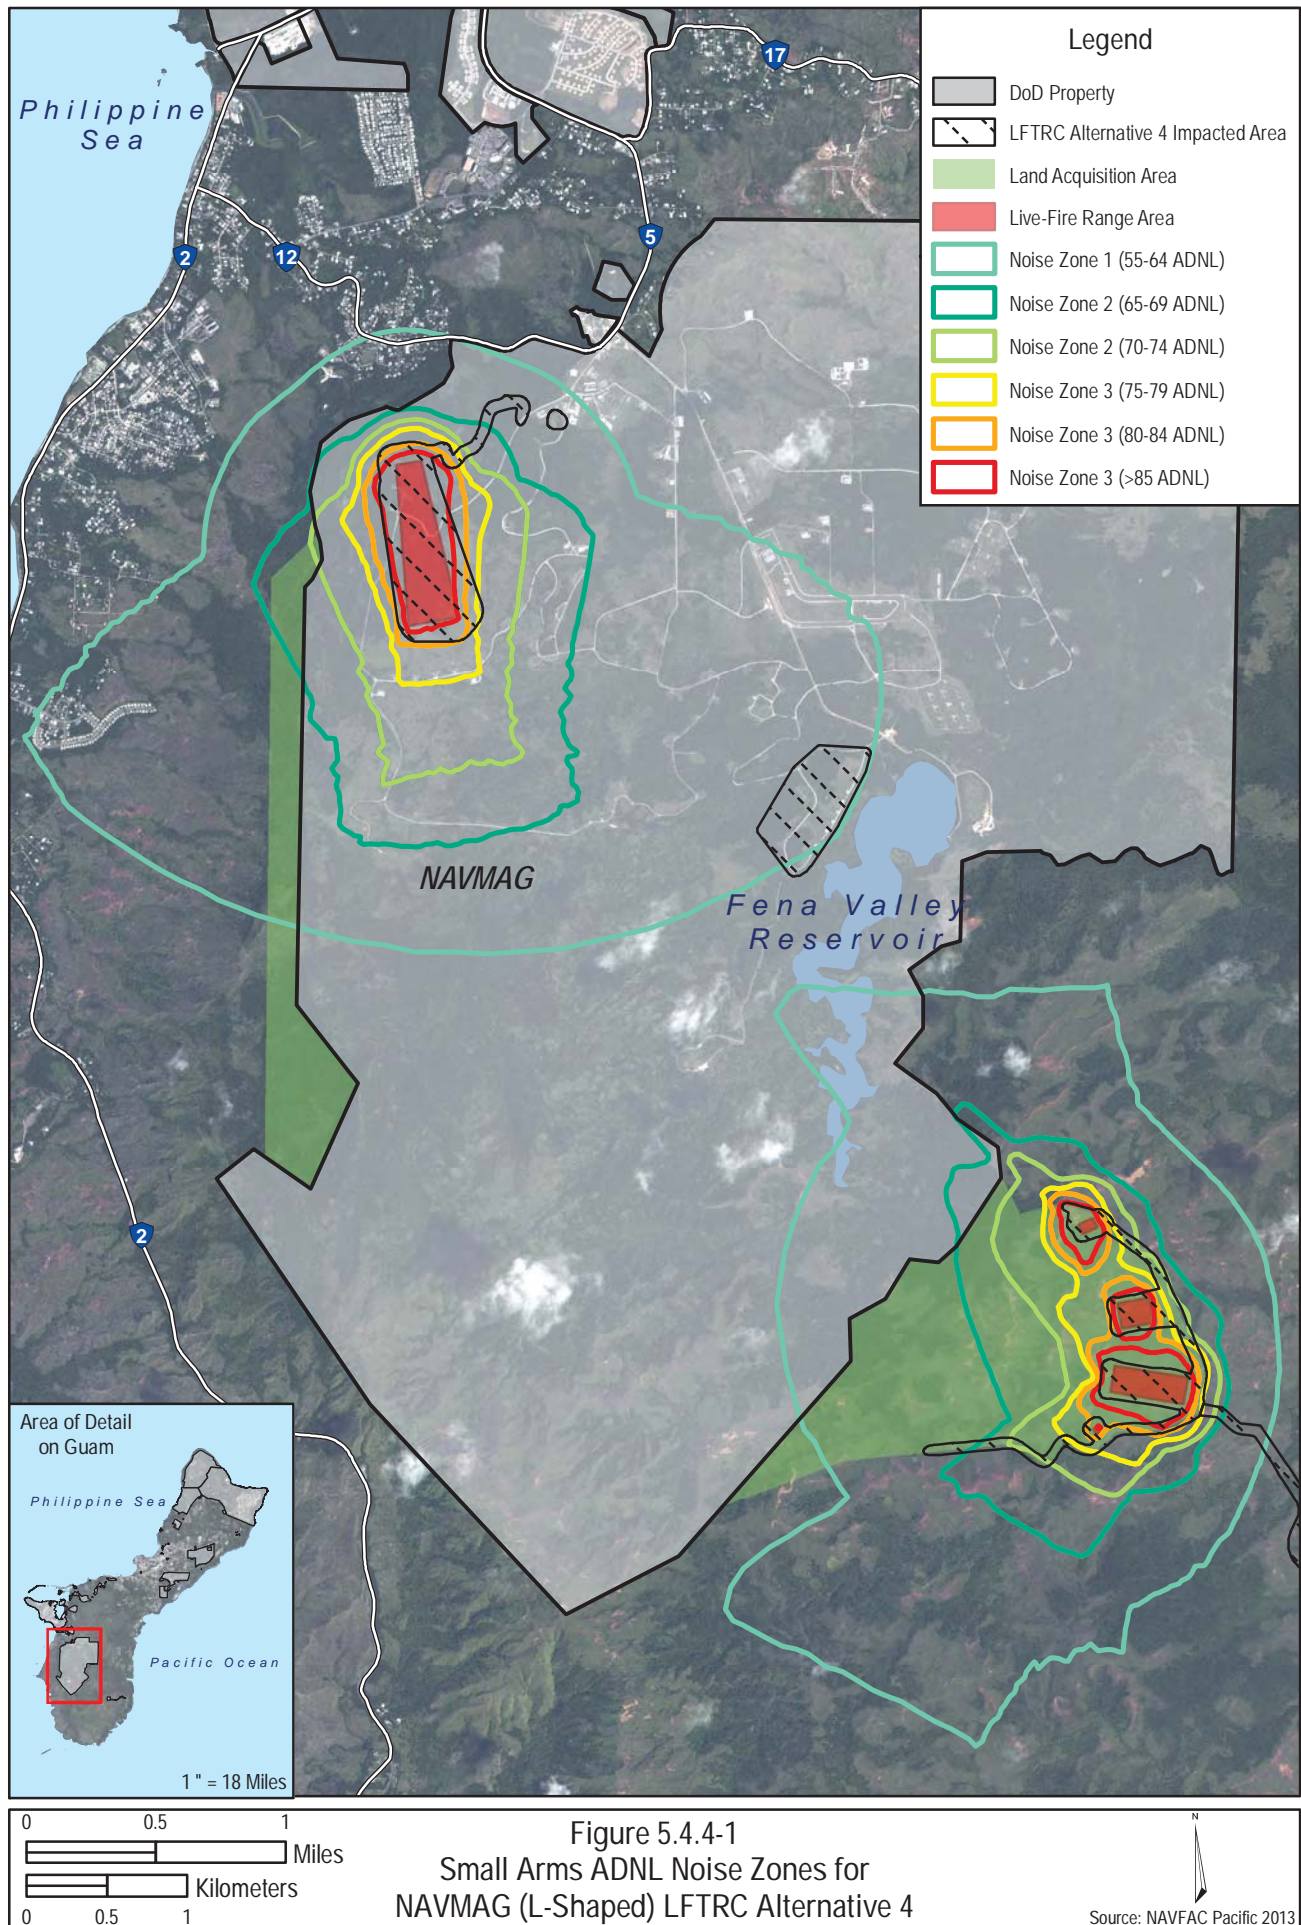 Legend
DoD Property
LFTRC Alternative 4 Impacted Area
Land Acquisition Area
Live-Fire Range Area
Noise Zone 1 (55-64 ADNL)
Noise Zone 2 (65-69 ADNL)
Noise Zone 2 (70-74 ADNL)
Noise Zone 3 (75-79 ADNL)
Noise Zone 3 (80-84 ADNL)
Noise Zone 3 (>85 ADNL)
Philippine
Sea
17
2
12
5
NAVMAG
Fena Valley
Reservoir
2
Area of Detail
on Guam
Philippine Sea
Pacific Ocean
1 " = 18 Miles
0 0.5 1
Miles
Kilometers
0 0.5 1
Figure 5.4.4-1
Small Arms ADNL Noise Zones for
NAVMAG (L-Shaped) LFTRC Alternative 4
N
Source: NAVFAC Pacific 2013